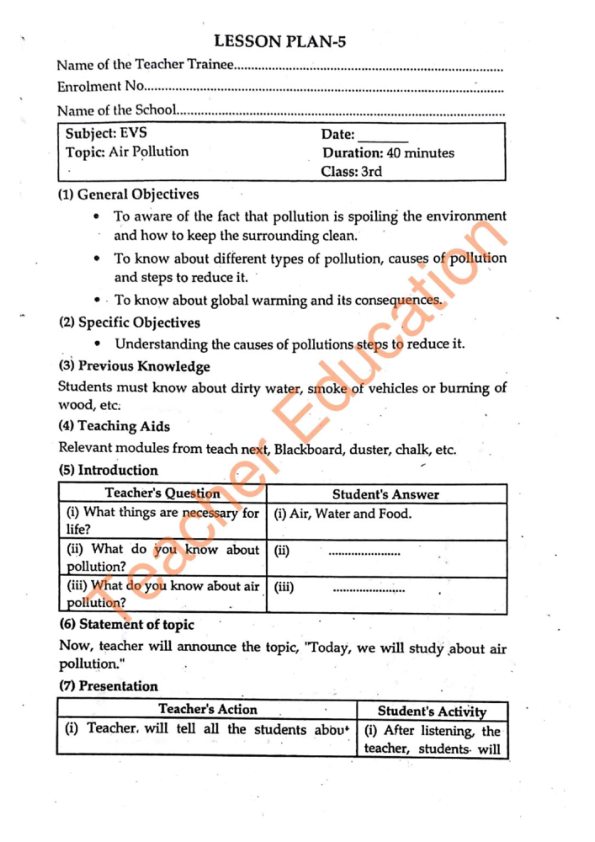 LESSON PLAN-5
Name of the Teacher Trainee..........................................................................
Enrolment No...................................................................................................
Name of the School..........................................................................................
Subject: EVS
Date: ________
Topic: Air Pollution
Duration: 40 minutes
Class: 3rd
(1) General Objectives
• To aware of the fact that pollution is spoiling the environment
and how to keep the surrounding clean.
• To know about different types of pollution, causes of pollution
and steps to reduce it.
• To know about global warming and its consequences.
(2) Specific Objectives
• Understanding the causes of pollutions steps to reduce it.
(3) Previous Knowledge
Students must know about dirty water, smoke of vehicles or burning of
wood, etc.
(4) Teaching Aids
Relevant modules from teach next, Blackboard, duster, chalk, etc.
(5) Introduction
Teacher's Question
Student's Answer
(i) What things are necessary for
life?
(i) Air, Water and Food.
(ii) What do you know about
pollution?
(ii) ........................
(iii) What do you know about air
pollution?
(iii) ........................
(6) Statement of topic
Now, teacher will announce the topic, "Today, we will study about air
pollution."
(7) Presentation
Teacher's Action
Student's Activity
(i) Teacher will tell all the students about
(i) After listening, the
teacher, students will
Teacher Education